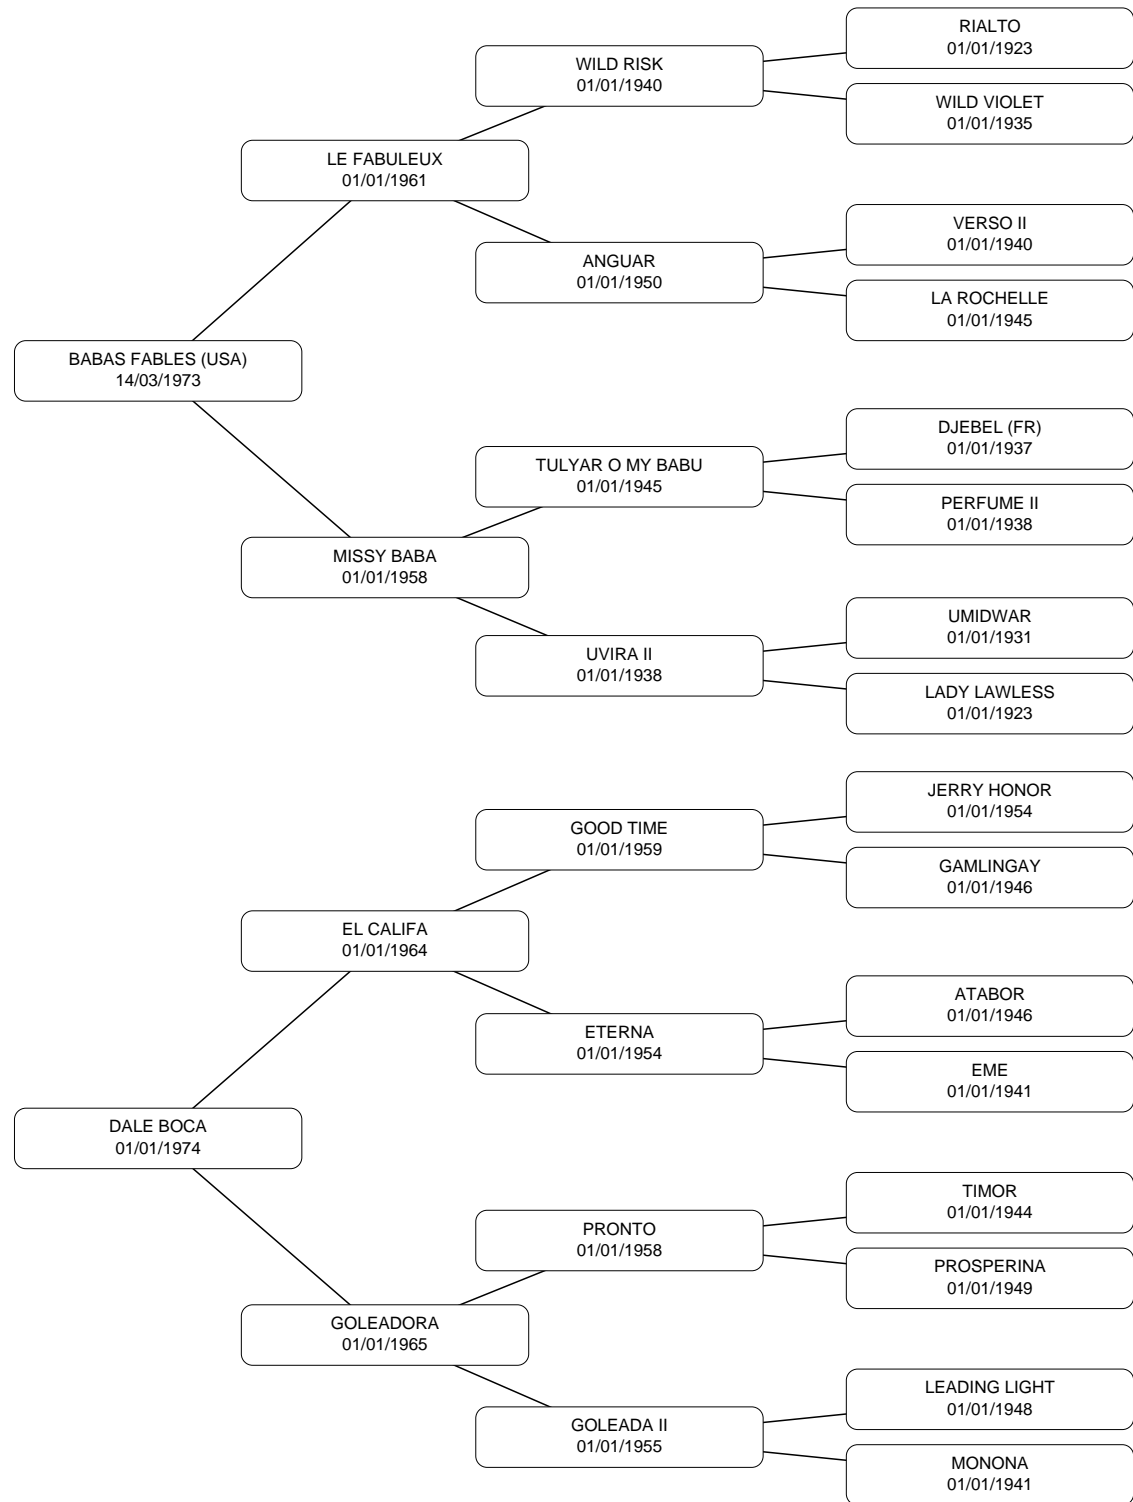 RIALTO
01/01/1923
WILD RISK
01/01/1940
WILD VIOLET
01/01/1935
LE FABULEUX
01/01/1961
VERSO II
01/01/1940
ANGUAR
01/01/1950
LA ROCHELLE
01/01/1945
BABAS FABLES (USA)
14/03/1973
DJEBEL (FR)
01/01/1937
TULYAR O MY BABU
01/01/1945
PERFUME II
01/01/1938
MISSY BABA
01/01/1958
UMIDWAR
01/01/1931
UVIRA II
01/01/1938
LADY LAWLESS
01/01/1923
JERRY HONOR
01/01/1954
GOOD TIME
01/01/1959
GAMLINGAY
01/01/1946
EL CALIFA
01/01/1964
ATABOR
01/01/1946
ETERNA
01/01/1954
EME
01/01/1941
DALE BOCA
01/01/1974
TIMOR
01/01/1944
PRONTO
01/01/1958
PROSPERINA
01/01/1949
GOLEADORA
01/01/1965
LEADING LIGHT
01/01/1948
GOLEADA II
01/01/1955
MONONA
01/01/1941